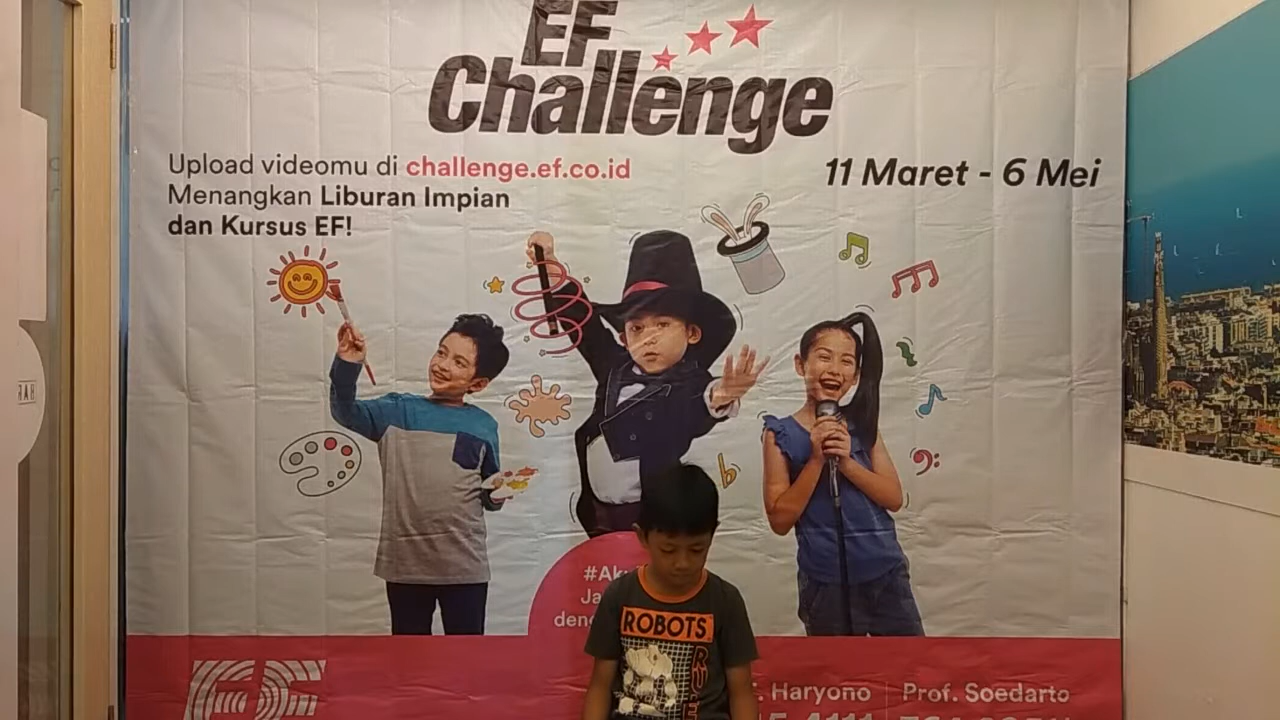 EF
Challenge
Upload videomu di challenge.ef.co.id
Menangkan Liburan Impian
dan Kursus EF!
11 Maret - 6 Mei
ROBOTS
EF
Haryono
Prof. Soedarto